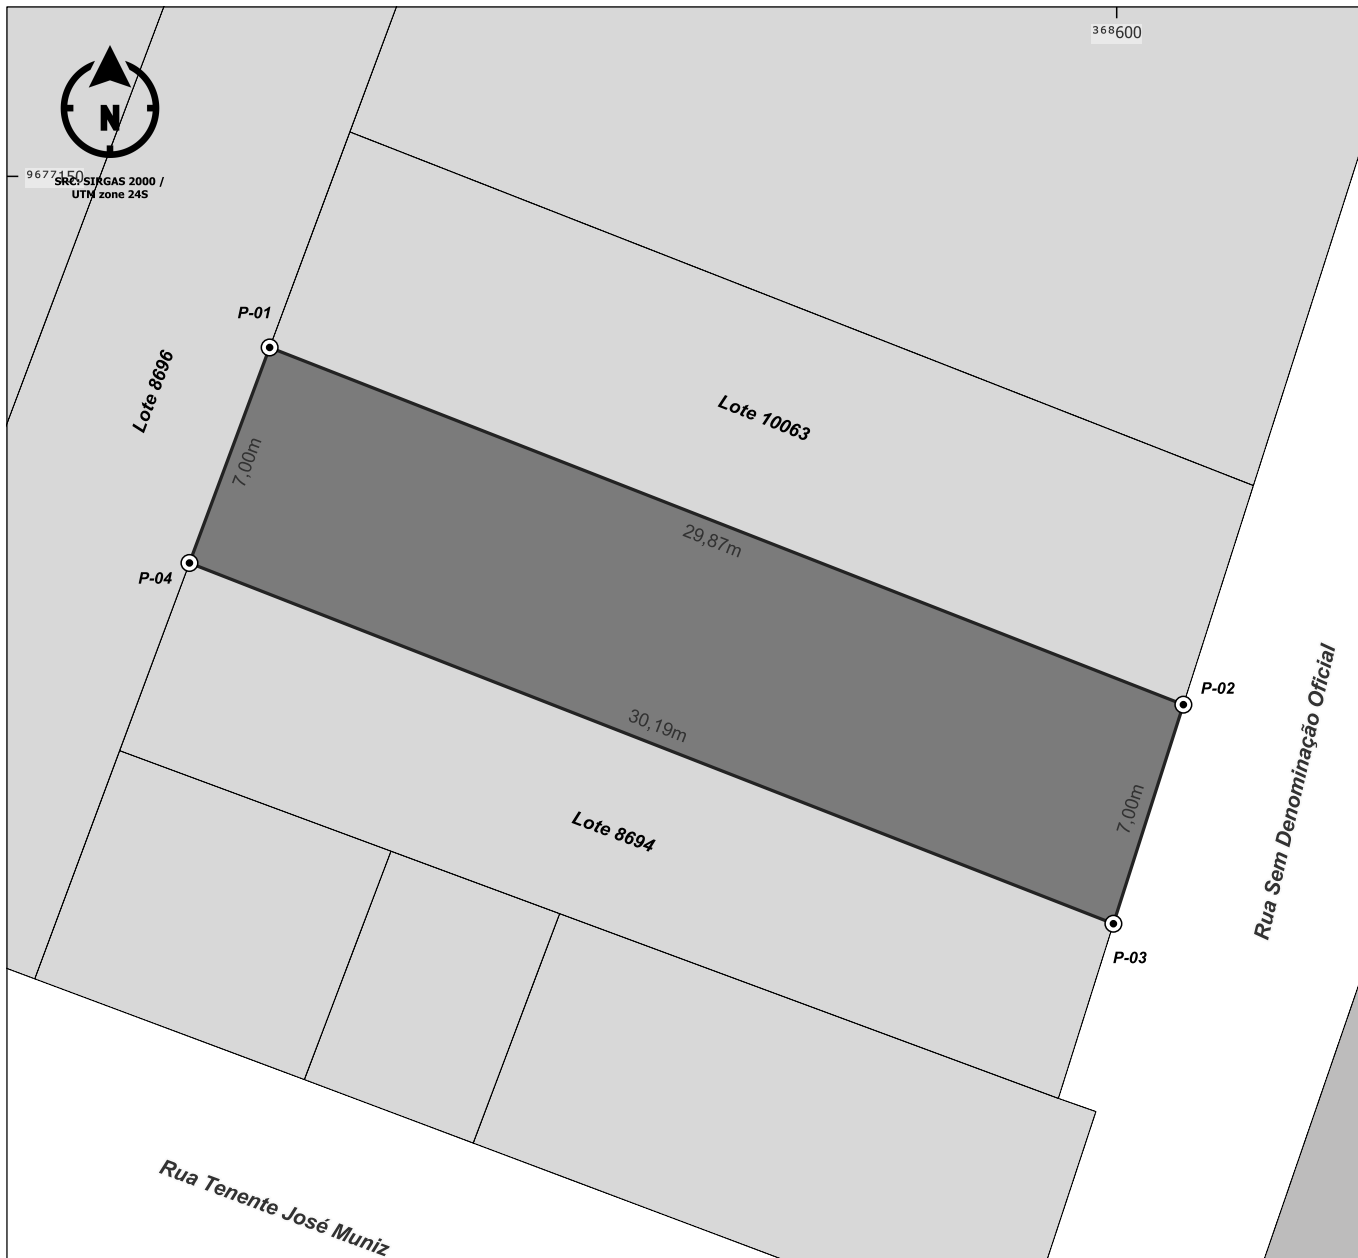 ³⁶⁸600
N
⁹⁶⁷⁷150
SRC: SIRGAS 2000 /
UTM zone 24S
P-01
Lote 8696
Lote 10063
7,00m
29,87m
P-04
P-02
30,19m
Rua Sem Denominação Oficial
7,00m
Lote 8694
P-03
Rua Tenente José Muniz